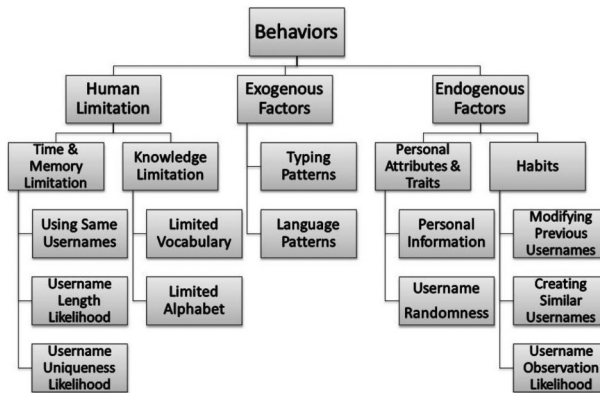 Behaviors
Human
Limitation
Exogenous
Factors
Endogenous
Factors
Time &
Memory
Limitation
Knowledge
Limitation
Typing
Patterns
Personal
Attributes &
Traits
Habits
Using Same
Usernames
Limited
Vocabulary
Language
Patterns
Personal
Information
Modifying
Previous
Usernames
Username
Length
Likelihood
Limited
Alphabet
Username
Randomness
Creating
Similar
Usernames
Username
Uniqueness
Likelihood
Username
Observation
Likelihood